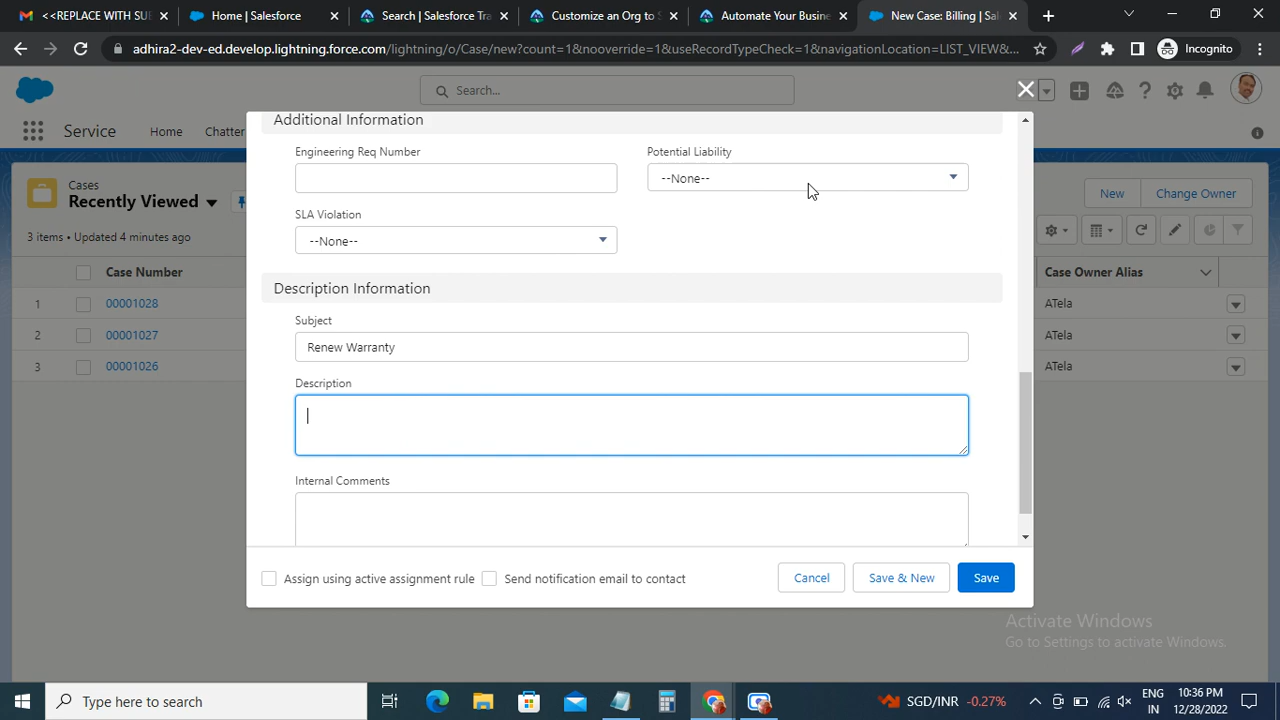 <<REPLACE WITH SUB
Home | Salesforce
Search | Salesforce Tra
Customize an Org to S
Automate Your Busine
New Case: Billing | Sal
adhira2-dev-ed.develop.lightning.force.com/lightning/o/Case/new?count=1&nooverride=1&useRecordTypeCheck=1&navigationLocation=LIST_VIEW&...
Incognito
Search...
Service
Home
Chatter
Cases
Recently Viewed
New
Change Owner
3 items • Updated 4 minutes ago
Case Number
Case Owner Alias
1
00001028
ATela
2
00001027
ATela
3
00001026
ATela
Additional Information
Engineering Req Number
Potential Liability
--None--
SLA Violation
--None--
Description Information
Subject
Renew Warranty
Description
Internal Comments
Assign using active assignment rule
Send notification email to contact
Cancel
Save & New
Save
Activate Windows
Go to Settings to activate Windows.
Type here to search
SGD/INR
-0.27%
ENG
IN
10:36 PM
12/28/2022